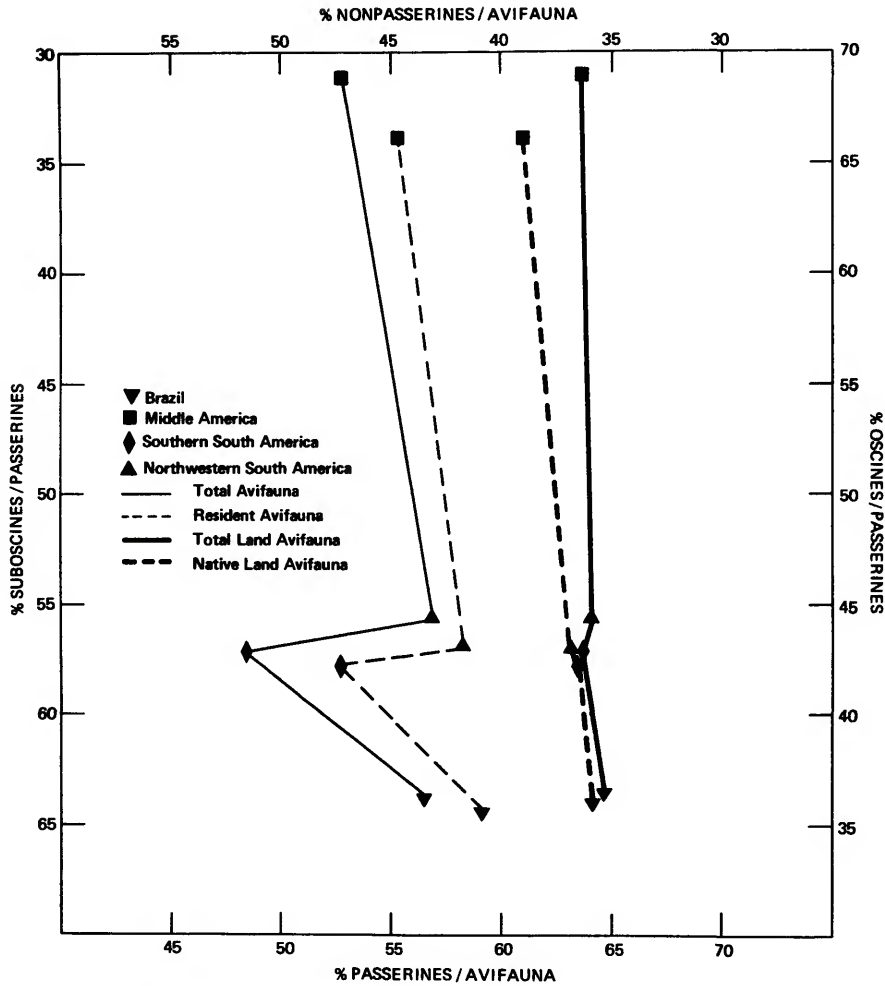 % NONPASSERINES / AVIFAUNA
55 50 45 40 35 30
30
35
40
45
50
55
60
65
% SUBOSCINES / PASSERINES
70
65
60
55
50
45
40
35
% OSCINES / PASSERINES
Brazil
Middle America
Southern South America
Northwestern South America
Total Avifauna
Resident Avifauna
Total Land Avifauna
Native Land Avifauna
45 50 55 60 65 70
% PASSERINES / AVIFAUNA